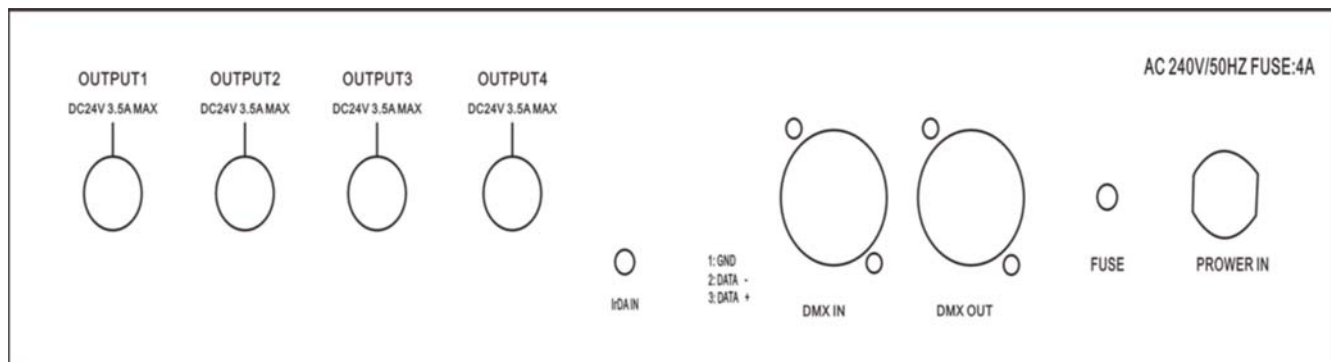 OUTPUT1
OUTPUT2
OUTPUT3
OUTPUT4
DC24V 3.5A MAX
DC24V 3.5A MAX
DC24V 3.5A MAX
DC24V 3.5A MAX
AC 240V/50HZ FUSE:4A
IrDA IN
1: GND
2: DATA -
3: DATA +
DMX IN
DMX OUT
FUSE
PROWER IN